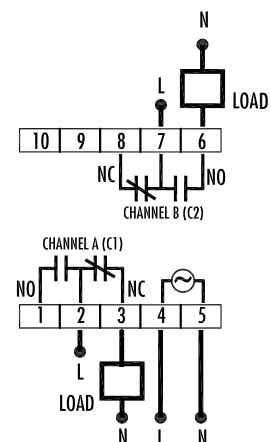 N
L
LOAD
10 9 8 7 6
NC NO
CHANNEL B (C2)
CHANNEL A (C1)
NO NC
1 2 3 4 5
L
LOAD
N L N